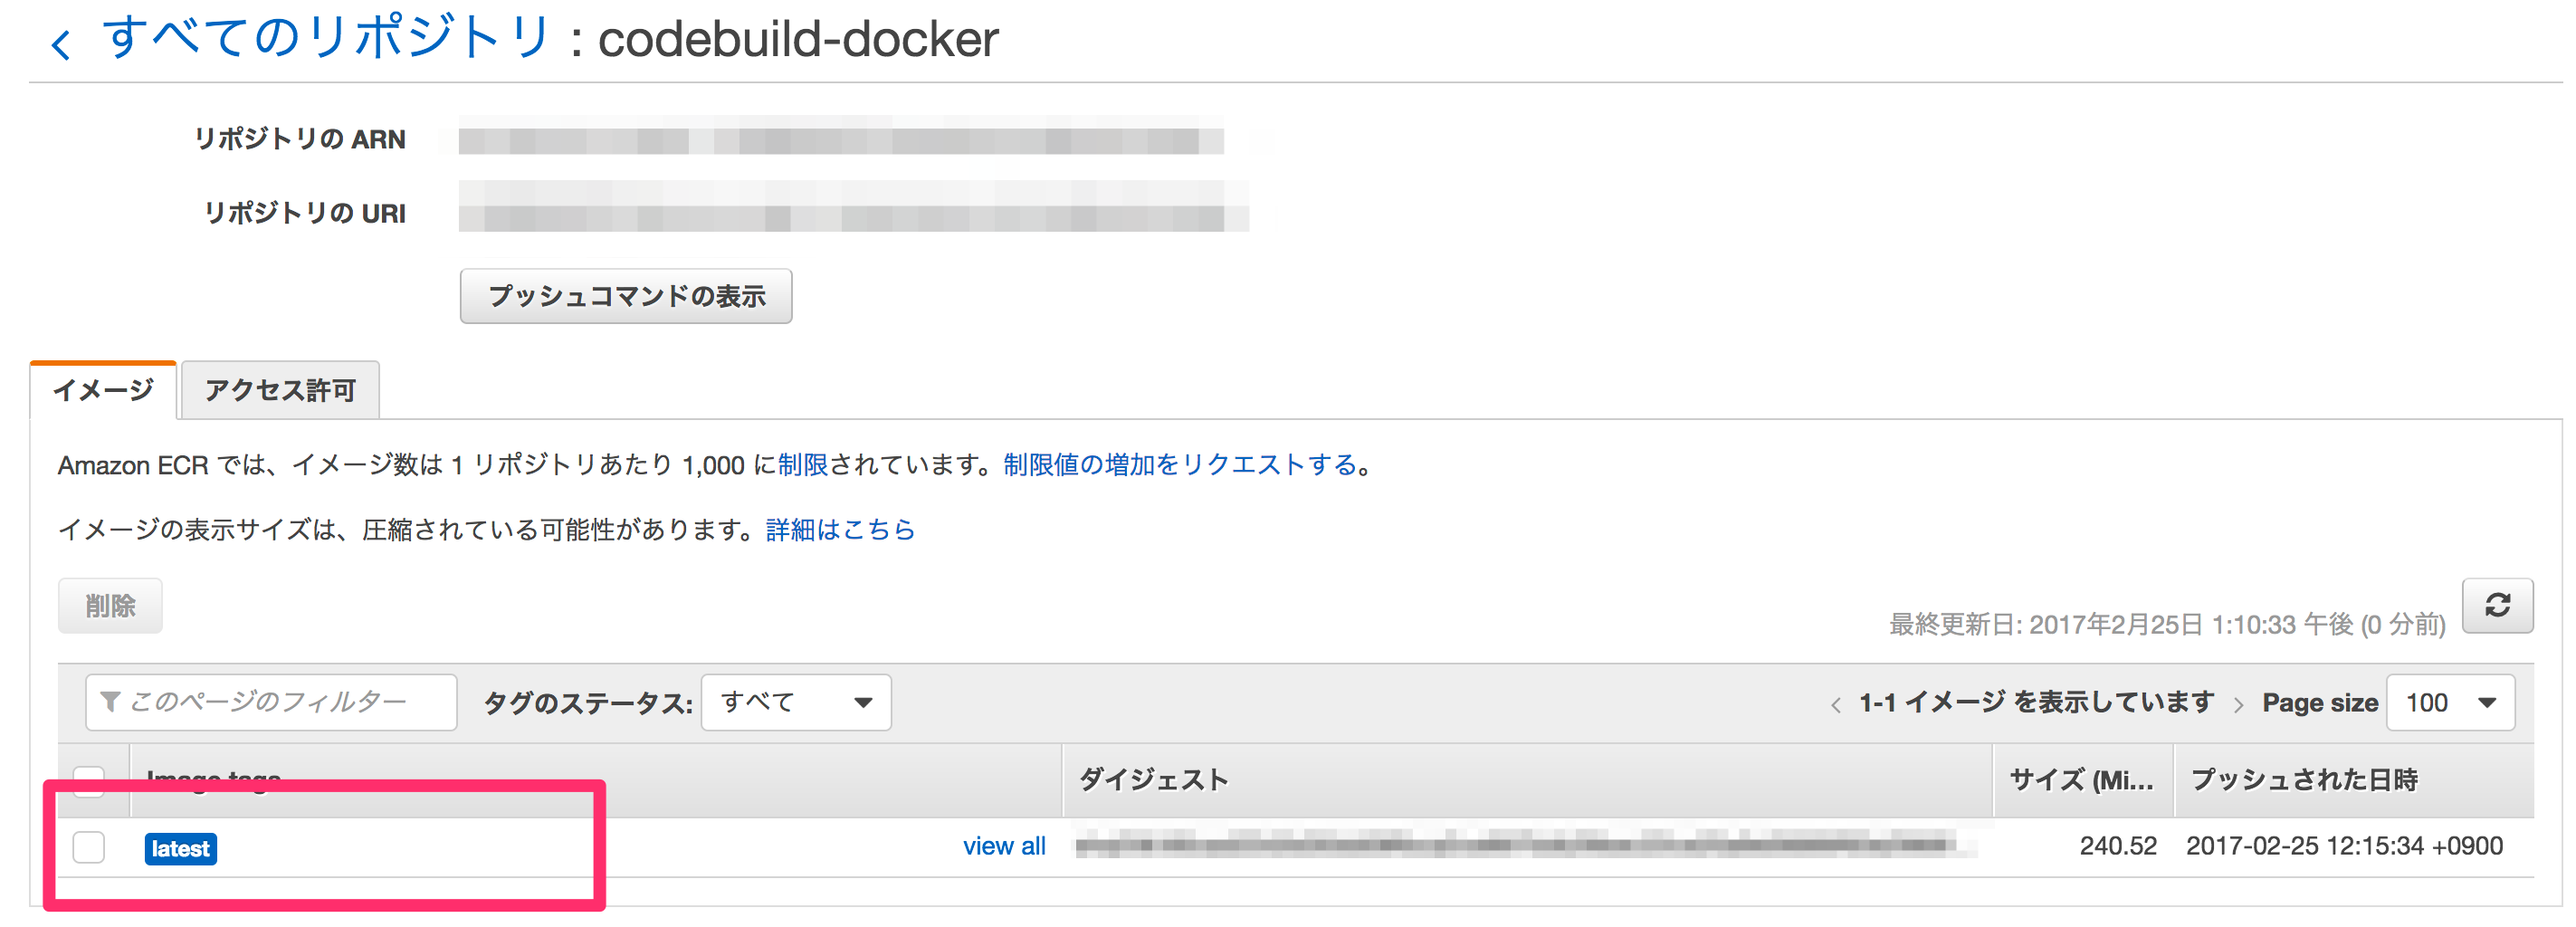 すべてのリポジトリ : codebuild-docker
リポジトリの ARN
リポジトリの URI
プッシュコマンドの表示
イメージ アクセス許可
Amazon ECR では、イメージ数は 1 リポジトリあたり 1,000 に制限されています。制限値の増加をリクエストする。
イメージの表示サイズは、圧縮されている可能性があります。詳細はこちら
削除
最終更新日: 2017年2月25日 1:10:33 午後 (0 分前)
このページのフィルター タグのステータス: すべて < 1-1 イメージ を表示しています > Page size 100
Image tags ダイジェスト サイズ (Mi... プッシュされた日時
latest view all 240.52 2017-02-25 12:15:34 +0900